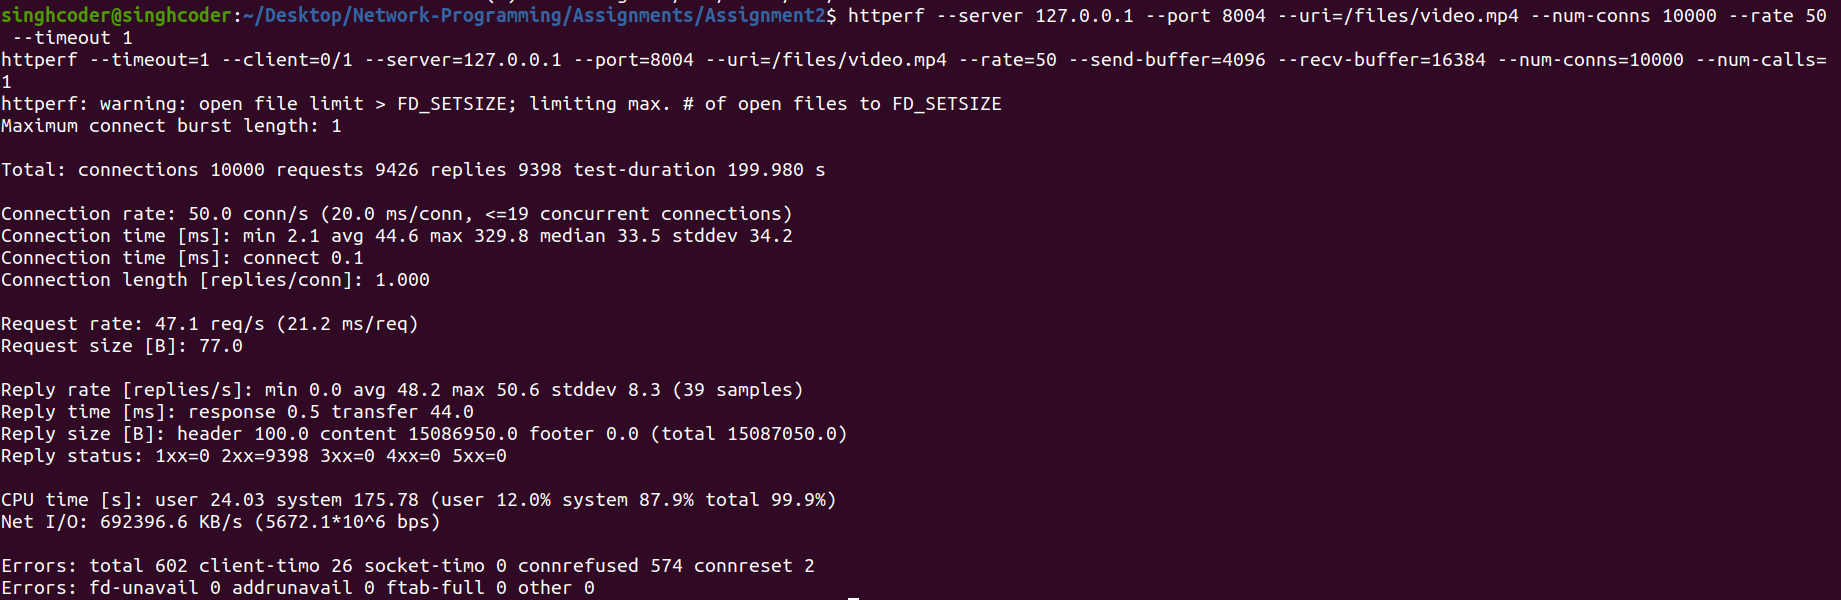 singhcoder@singhcoder:~/Desktop/Network-Programming/Assignments/Assignment2$ httperf --server 127.0.0.1 --port 8004 --uri=/files/video.mp4 --num-conns 10000 --rate 50
 --timeout 1
httperf --timeout=1 --client=0/1 --server=127.0.0.1 --port=8004 --uri=/files/video.mp4 --rate=50 --send-buffer=4096 --recv-buffer=16384 --num-conns=10000 --num-calls=
1
httperf: warning: open file limit > FD_SETSIZE; limiting max. # of open files to FD_SETSIZE
Maximum connect burst length: 1

Total: connections 10000 requests 9426 replies 9398 test-duration 199.980 s

Connection rate: 50.0 conn/s (20.0 ms/conn, <=19 concurrent connections)
Connection time [ms]: min 2.1 avg 44.6 max 329.8 median 33.5 stddev 34.2
Connection time [ms]: connect 0.1
Connection length [replies/conn]: 1.000

Request rate: 47.1 req/s (21.2 ms/req)
Request size [B]: 77.0

Reply rate [replies/s]: min 0.0 avg 48.2 max 50.6 stddev 8.3 (39 samples)
Reply time [ms]: response 0.5 transfer 44.0
Reply size [B]: header 100.0 content 15086950.0 footer 0.0 (total 15087050.0)
Reply status: 1xx=0 2xx=9398 3xx=0 4xx=0 5xx=0

CPU time [s]: user 24.03 system 175.78 (user 12.0% system 87.9% total 99.9%)
Net I/O: 692396.6 KB/s (5672.1*10^6 bps)

Errors: total 602 client-timo 26 socket-timo 0 connrefused 574 connreset 2
Errors: fd-unavail 0 addrunavail 0 ftab-full 0 other 0